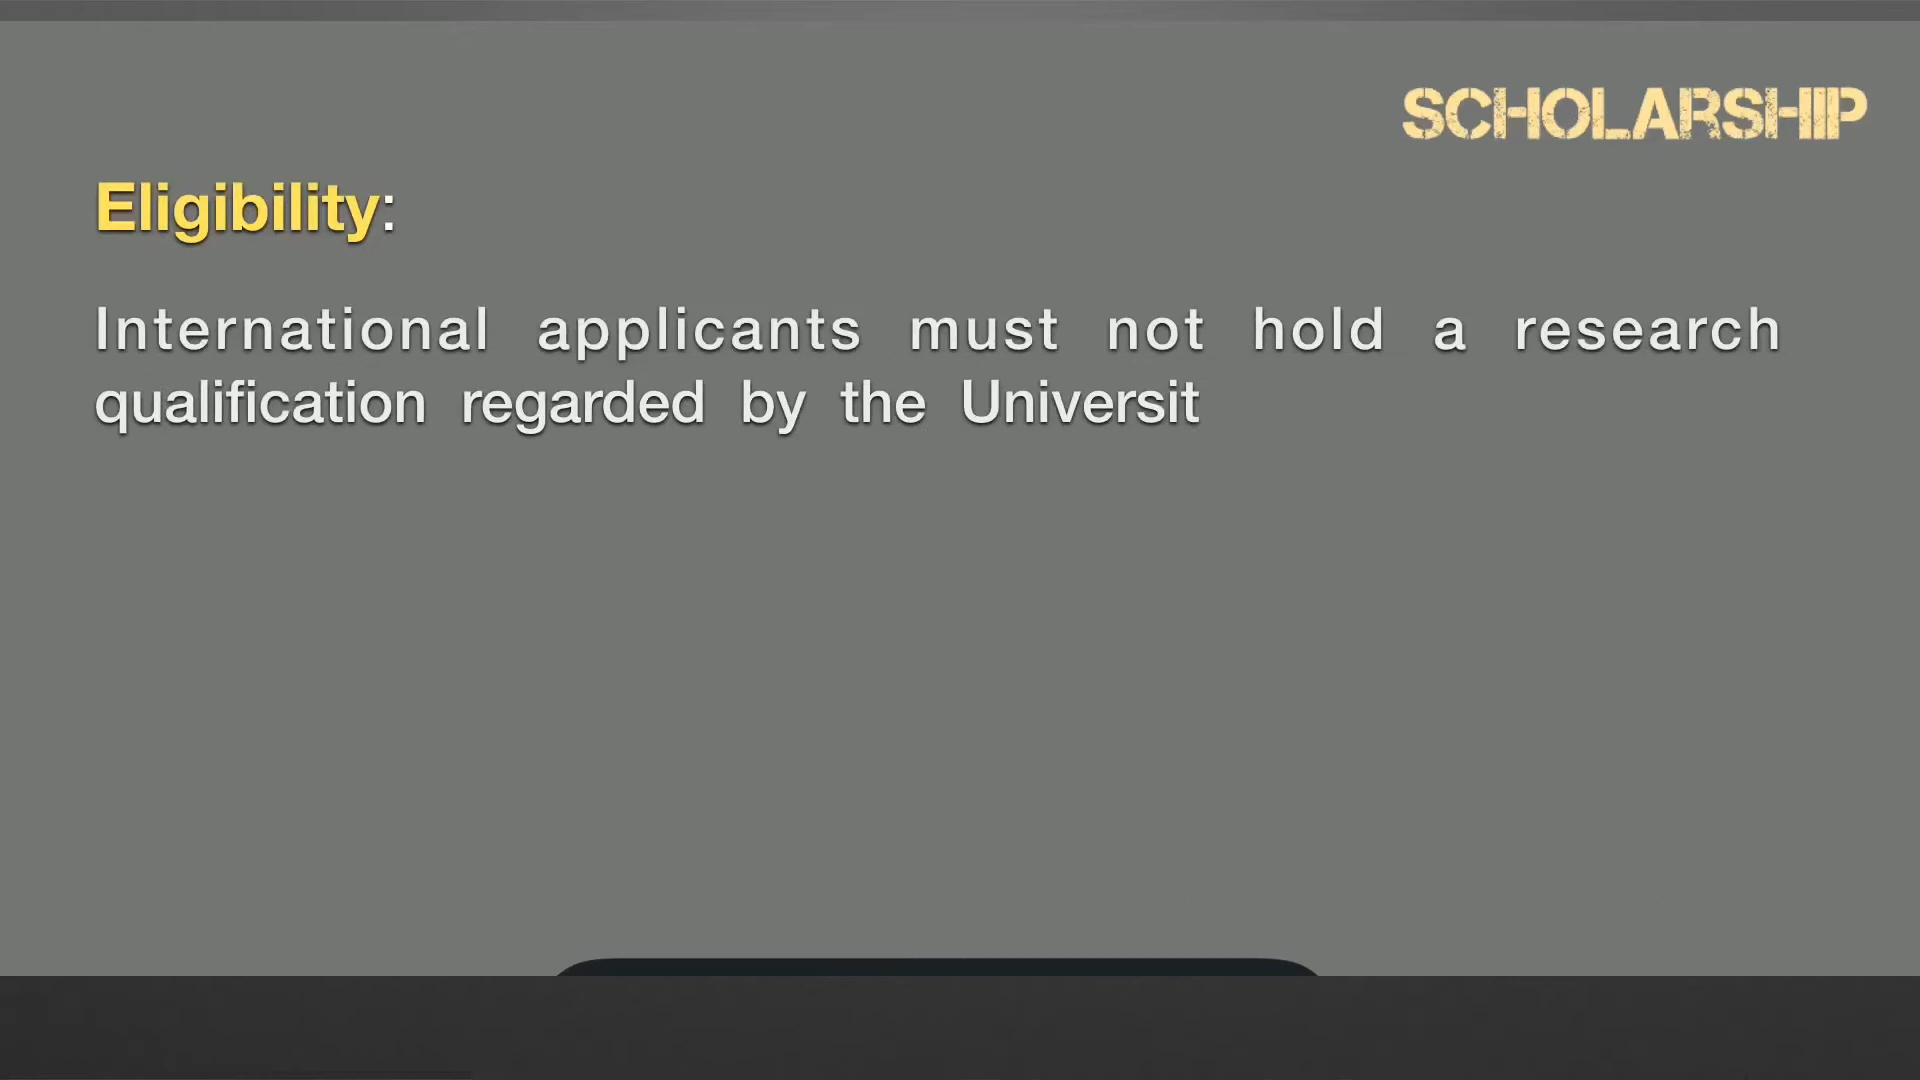 SCHOLARSHIP
Eligibility:
International applicants must not hold a research
qualification regarded by the Universit